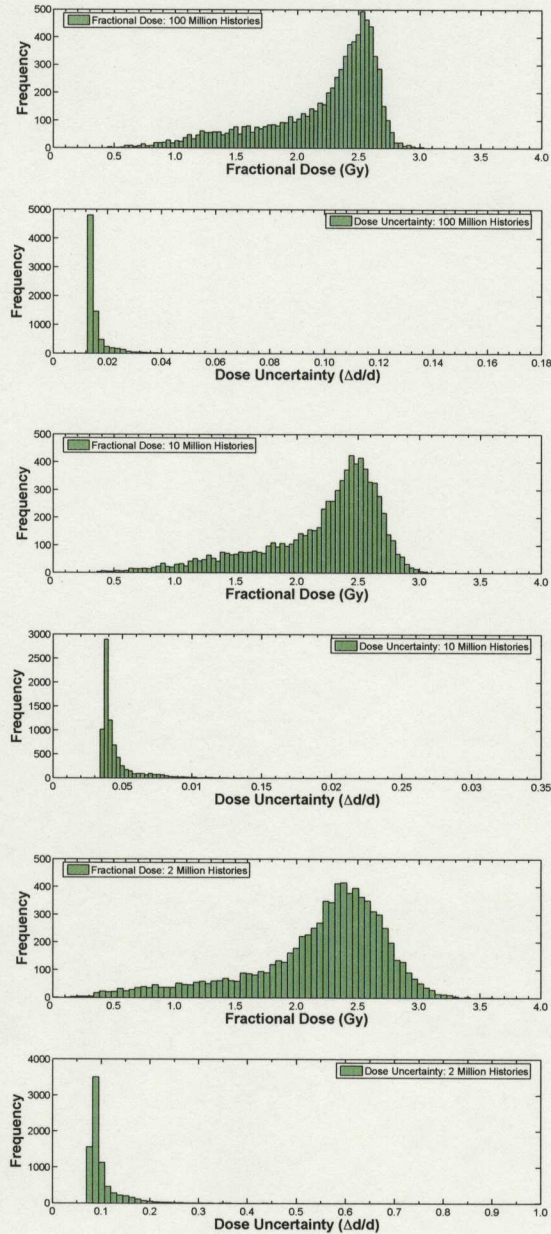 Fractional Dose: 100 Million Histories
Frequency
500
400
300
200
100
0
0 0.5 1.0 1.5 2.0 2.5 3.0 3.5 4.0
Fractional Dose (Gy)
Dose Uncertainty: 100 Million Histories
Frequency
5000
4000
3000
2000
1000
0
0 0.02 0.04 0.06 0.08 0.10 0.12 0.14 0.16 0.18
Dose Uncertainty (Δd/d)
Fractional Dose: 10 Million Histories
Frequency
500
400
300
200
100
0
0 0.5 1.0 1.5 2.0 2.5 3.0 3.5 4.0
Fractional Dose (Gy)
Dose Uncertainty: 10 Million Histories
Frequency
3000
2500
2000
1500
1000
500
0
0 0.05 0.01 0.15 0.02 0.25 0.03 0.35
Dose Uncertainty (Δd/d)
Fractional Dose: 2 Million Histories
Frequency
500
400
300
200
100
0
0 0.5 1.0 1.5 2.0 2.5 3.0 3.5 4.0
Fractional Dose (Gy)
Dose Uncertainty: 2 Million Histories
Frequency
4000
3000
2000
1000
0
0 0.1 0.2 0.3 0.4 0.5 0.6 0.7 0.8 0.9 1.0
Dose Uncertainty (Δd/d)